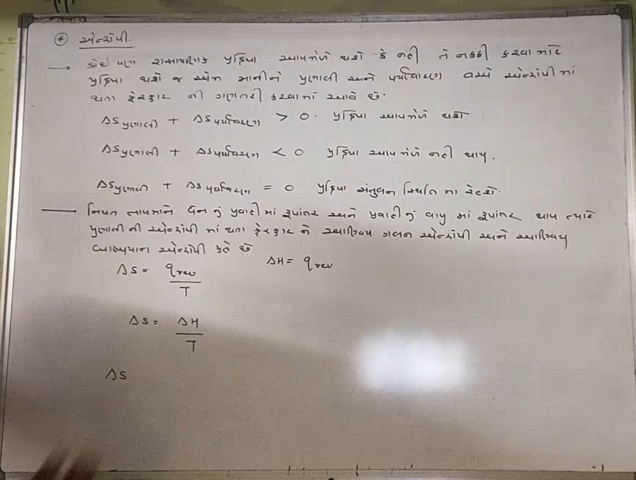 * એન્ટ્રોપી
→ કોઈ પણ રાસાયણિક પ્રક્રિયા આપમેળે થશે કે નહી તે નક્કી કરવા માટે
પ્રક્રિયા થશે જ એમ માનીને પ્રણાલી અને પર્યાવરણ વચ્ચે એન્ટ્રોપી માં
થતા ફેરફાર ની ગણતરી કરવામાં આવે છે.
ΔSપ્રણાલી + ΔSપર્યાવરણ > 0 પ્રક્રિયા આપમેળે થશે
ΔSપ્રણાલી + ΔSપર્યાવરણ < 0 પ્રક્રિયા આપમેળે નહી થાય.
ΔSપ્રણાલી + ΔSપર્યાવરણ = 0 પ્રક્રિયા સંતુલન સ્થિતિ મા રહેશે.
— નિયત તાપમાને ઘન નું પ્રવાહી માં રૂપાંતર અને પ્રવાહી નું વાયુ માં રૂપાંતર થાય ત્યારે
પ્રણાલી ની એન્ટ્રોપી માં થતા ફેરફાર ને આણ્વિય ગલન એન્ટ્રોપી અને આણ્વિય
બાષ્પાયન એન્ટ્રોપી કહે છે
ΔS = qrev / T ΔH = qrev
ΔS = ΔH / T
ΔS